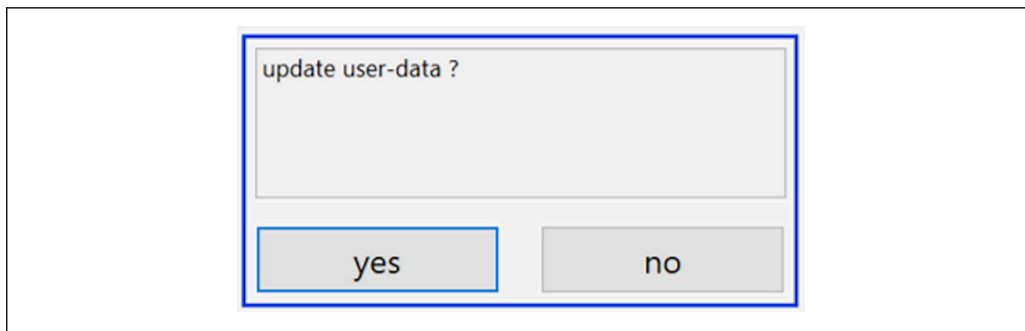 update user-data ?
yes
no